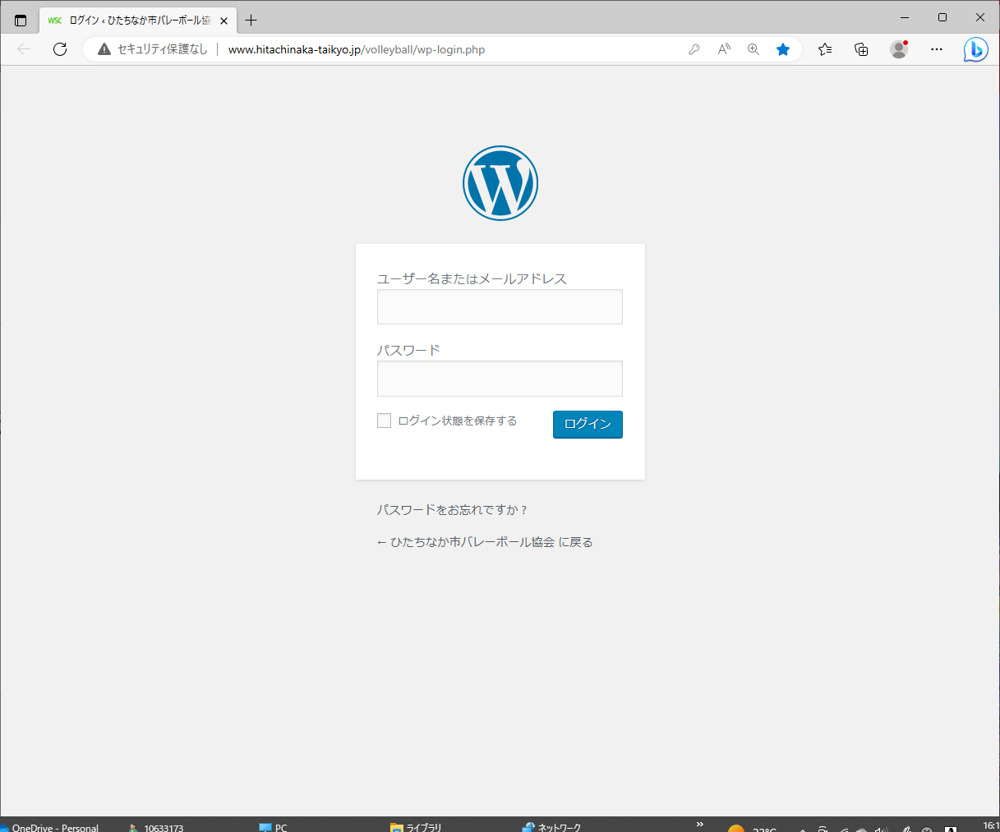 WSC ログイン ‹ ひたちなか市バレーボール協
セキュリティ保護なし www.hitachinaka-taikyo.jp/volleyball/wp-login.php
ユーザー名またはメールアドレス
パスワード
ログイン状態を保存する ログイン
パスワードをお忘れですか ?
← ひたちなか市バレーボール協会 に戻る
OneDrive - Personal 10633173 PC ライブラリ ネットワーク » 16:1